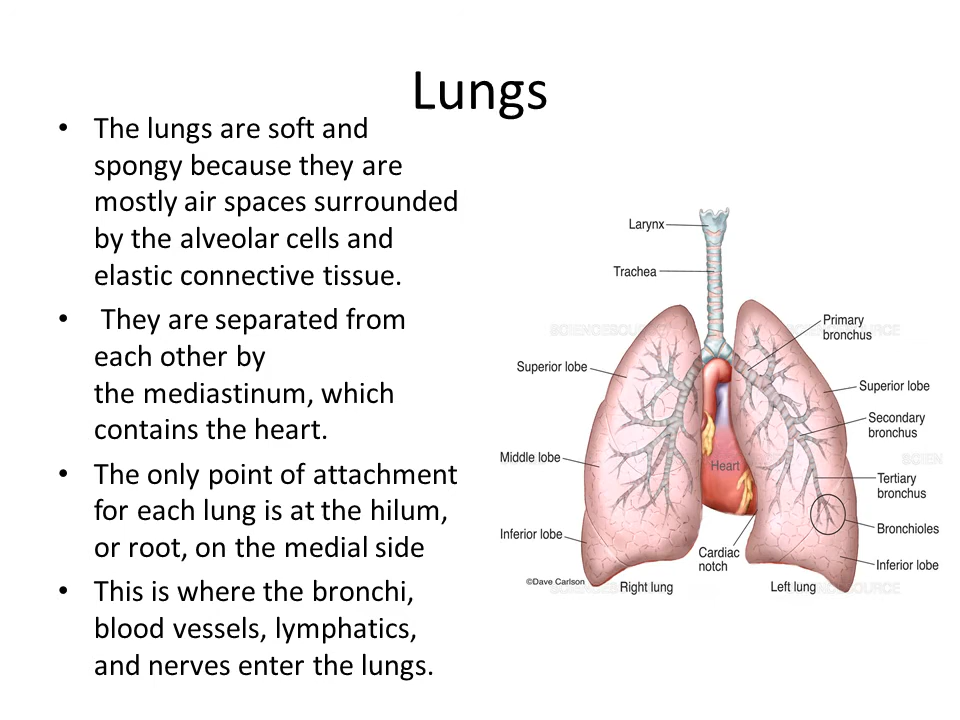 Lungs
• The lungs are soft and
spongy because they are
mostly air spaces surrounded
by the alveolar cells and
elastic connective tissue.
• They are separated from
each other by
the mediastinum, which
contains the heart.
• The only point of attachment
for each lung is at the hilum,
or root, on the medial side
• This is where the bronchi,
blood vessels, lymphatics,
and nerves enter the lungs.
Larynx
Trachea
Primary
bronchus
Superior lobe
Superior lobe
Secondary
bronchus
Middle lobe
Heart
Tertiary
bronchus
Bronchioles
Inferior lobe
Cardiac
notch
Inferior lobe
©Dave Carlson
Right lung
Left lung